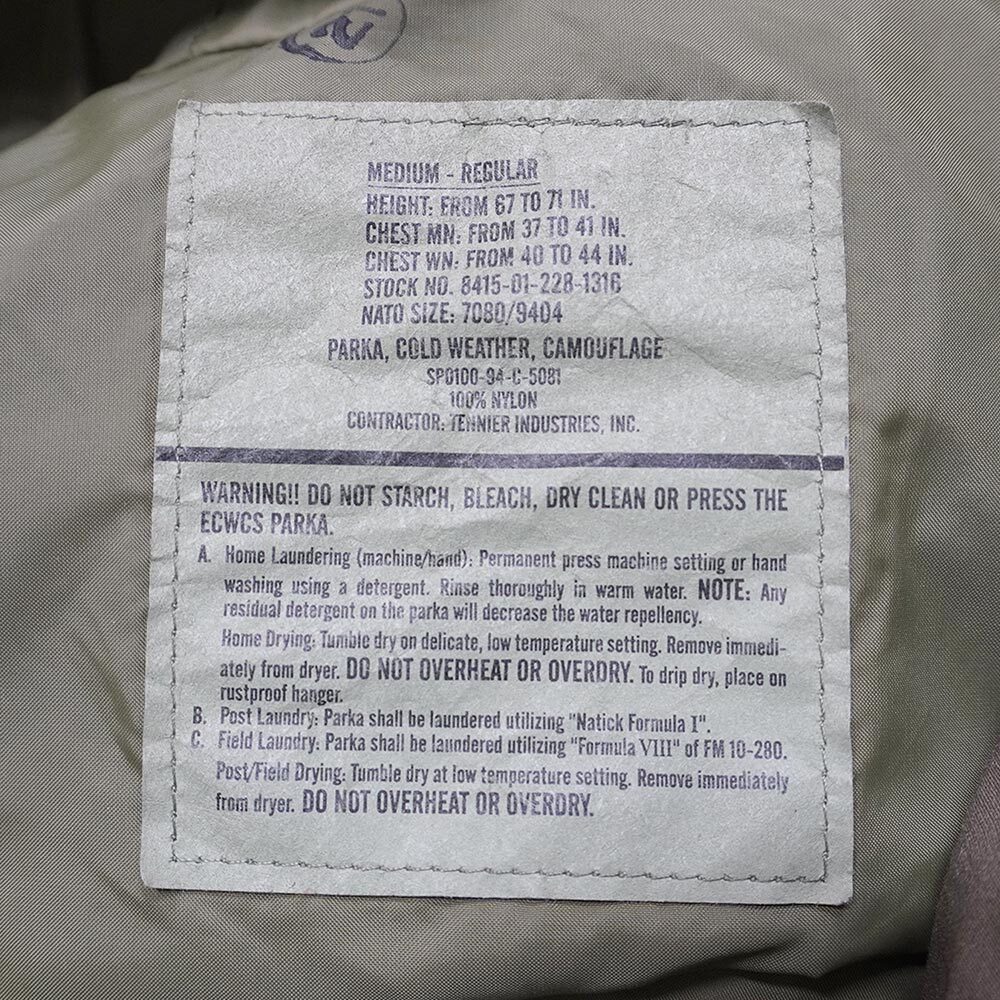 MEDIUM - REGULAR
HEIGHT: FROM 67 TO 71 IN.
CHEST MN: FROM 37 TO 41 IN.
CHEST WN: FROM 40 TO 44 IN.
STOCK NO. 8415-01-228-1316
NATO SIZE: 7080/9404
PARKA, COLD WEATHER, CAMOUFLAGE
SP0100-94-C-5081
100% NYLON
CONTRACTOR: TENNIER INDUSTRIES, INC.
WARNING!! DO NOT STARCH, BLEACH, DRY CLEAN OR PRESS THE
ECWCS PARKA.
A. Home Laundering (machine/hand): Permanent press machine setting or hand
washing using a detergent. Rinse thoroughly in warm water. NOTE: Any
residual detergent on the parka will decrease the water repellency.
Home Drying: Tumble dry on delicate, low temperature setting. Remove immedi-
ately from dryer. DO NOT OVERHEAT OR OVERDRY. To drip dry, place on
rustproof hanger.
B. Post Laundry: Parka shall be laundered utilizing "Natick Formula I".
C. Field Laundry: Parka shall be laundered utilizing "Formula VIII" of FM 10-280.
Post/Field Drying: Tumble dry at low temperature setting. Remove immediately
from dryer. DO NOT OVERHEAT OR OVERDRY.